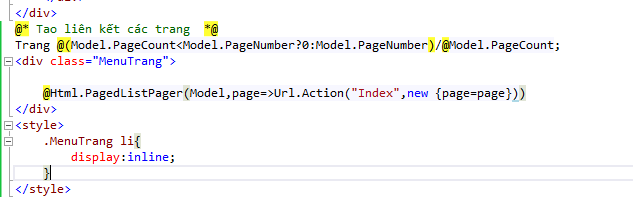 </div>
</div>
@* Tao liên kết các trang  *@
Trang @(Model.PageCount<Model.PageNumber?0:Model.PageNumber)/@Model.PageCount;
<div class="MenuTrang">
@Html.PagedListPager(Model,page=>Url.Action("Index",new {page=page}))
</div>
<style>
.MenuTrang li{
display:inline;
}
</style>